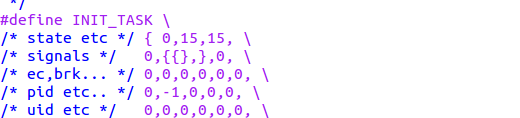 */
#define INIT_TASK \
/* state etc */ { 0,15,15, \
/* signals */   0,{{},},0, \
/* ec,brk... */ 0,0,0,0,0,0, \
/* pid etc.. */ 0,-1,0,0,0, \
/* uid etc */   0,0,0,0,0,0, \